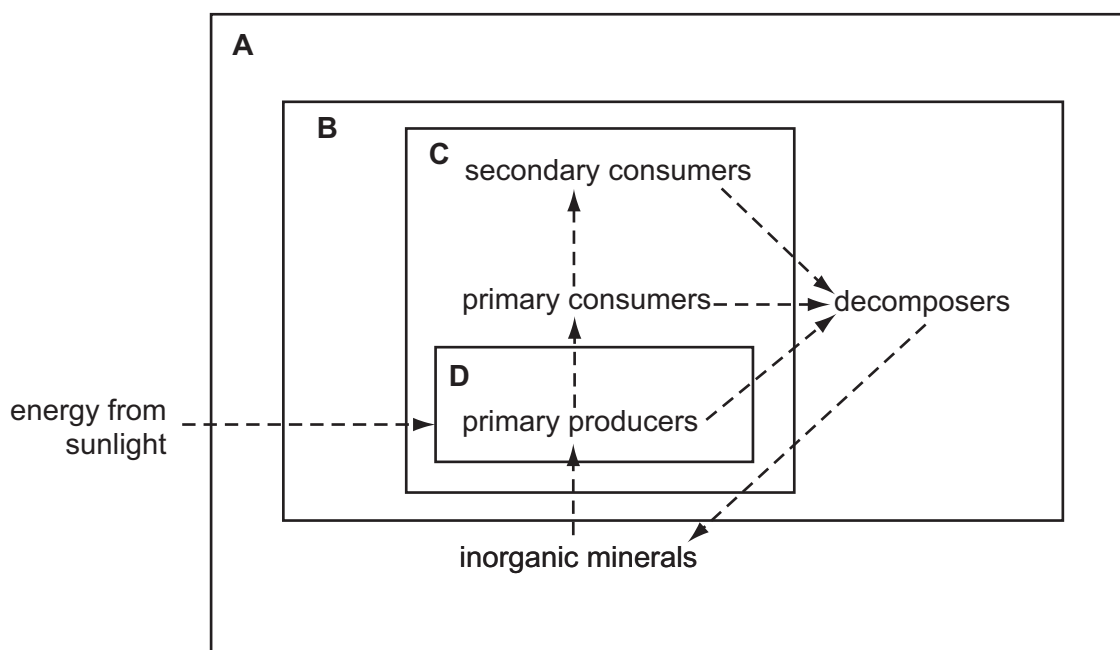 A
B
C
secondary consumers
primary consumers
decomposers
D
energy from
sunlight
primary producers
inorganic minerals